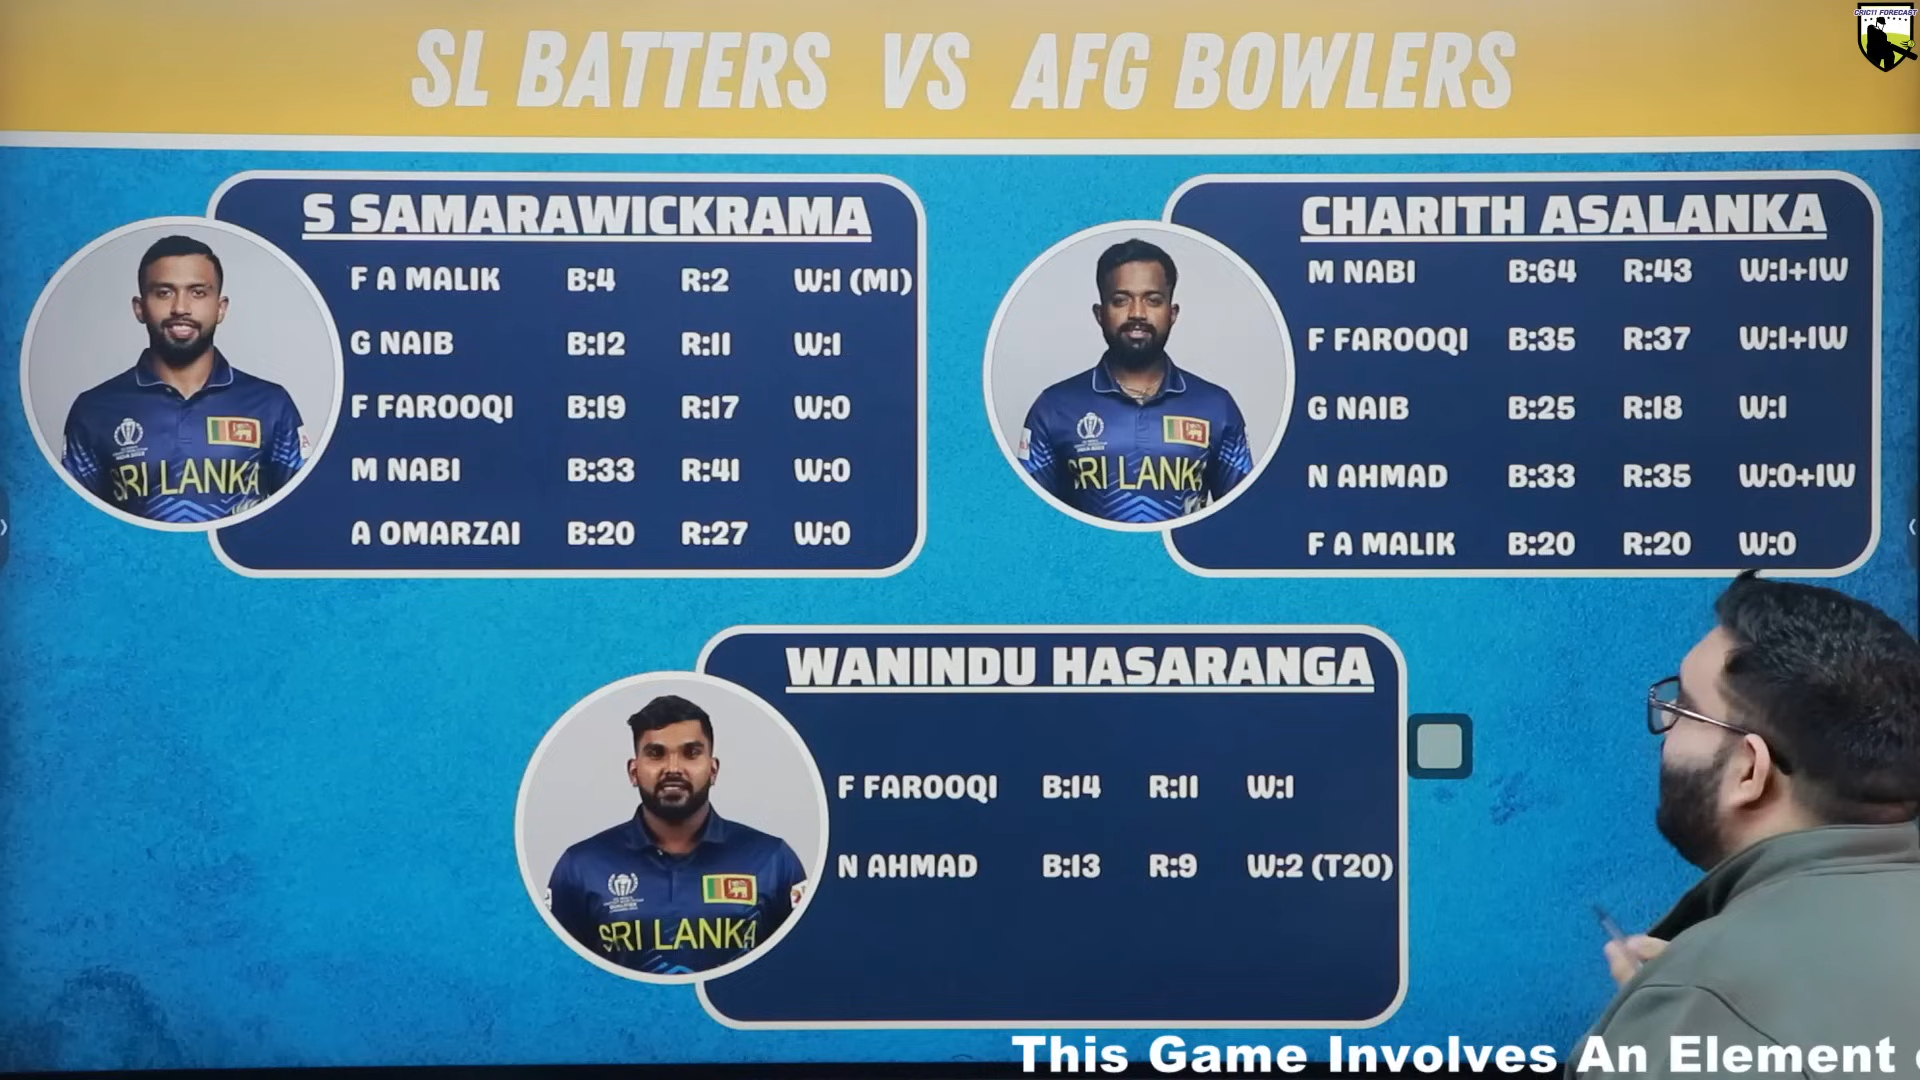 CRIC11 FORECAST
SL BATTERS VS AFG BOWLERS
S SAMARAWICKRAMA
F A MALIK B:4 R:2 W:1 (MI)
G NAIB B:12 R:11 W:1
F FAROOQI B:19 R:17 W:0
M NABI B:33 R:41 W:0
A OMARZAI B:20 R:27 W:0
SRI LANKA
CHARITH ASALANKA
M NABI B:64 R:43 W:1+1W
F FAROOQI B:35 R:37 W:1+1W
G NAIB B:25 R:18 W:1
N AHMAD B:33 R:35 W:0+1W
F A MALIK B:20 R:20 W:0
SRI LANKA
WANINDU HASARANGA
F FAROOQI B:14 R:11 W:1
N AHMAD B:13 R:9 W:2 (T20)
SRI LANKA
This Game Involves An Element